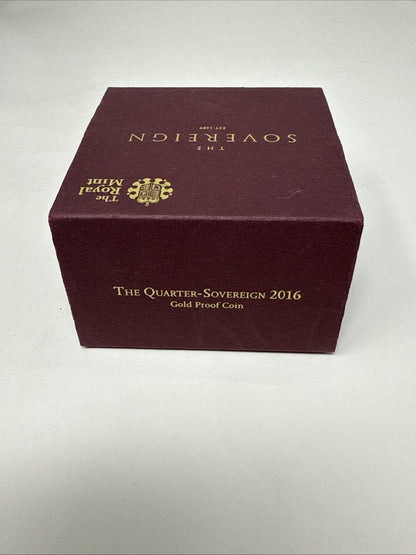 THE
SOVEREIGN
EST 1489
The
Royal
Mint
THE QUARTER-SOVEREIGN 2016
Gold Proof Coin